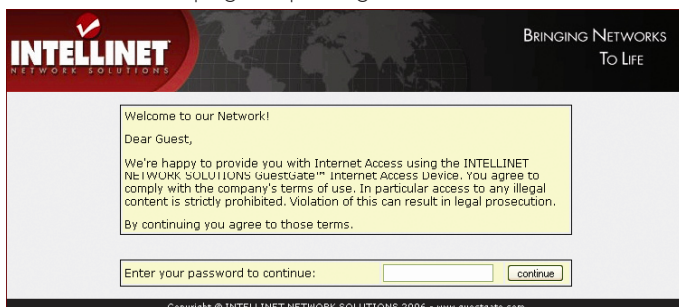 INTELLINET
NETWORK SOLUTIONS
BRINGING NETWORKS
TO LIFE
Welcome to our Network!
Dear Guest,
We're happy to provide you with Internet Access using the INTELLINET
NETWORK SOLUTIONS GuestGate™ Internet Access Device. You agree to
comply with the company's terms of use. In particular access to any illegal
content is strictly prohibited. Violation of this can result in legal prosecution.
By continuing you agree to those terms.
Enter your password to continue:
continue
Copyright © INTELLINET NETWORK SOLUTIONS 2006 - www.guestgate.com